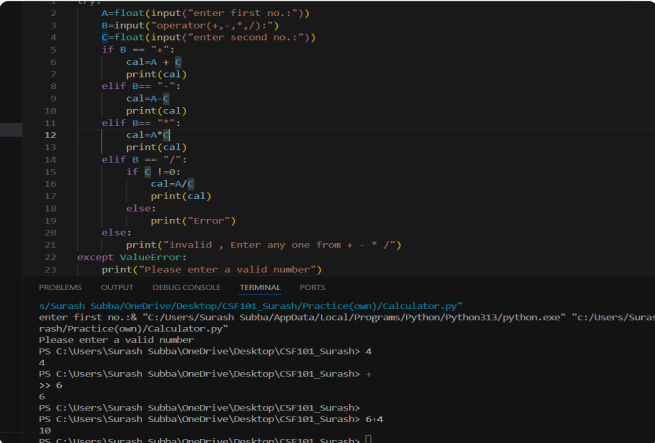 try:
2 A=float(input("enter first no.:"))
3 B=input("operator(+,-,*,/):")
4 C=float(input("enter second no.:"))
5 if B == "+":
6 cal=A + C
7 print(cal)
8 elif B== "-":
9 cal=A-C
10 print(cal)
11 elif B== "*":
12 cal=A*C
13 print(cal)
14 elif B == "/":
15 if C !=0:
16 cal=A/C
17 print(cal)
18 else:
19 print("Error")
20 else:
21 print("invalid , Enter any one from + - * /")
22 except ValueError:
23 print("Please enter a valid number")
PROBLEMS OUTPUT DEBUG CONSOLE TERMINAL PORTS
s/Surash Subba/OneDrive/Desktop/CSF101_Surash/Practice(own)/Calculator.py"
enter first no.:& "C:/Users/Surash Subba/AppData/Local/Programs/Python/Python313/python.exe" "c:/Users/Suras
rash/Practice(own)/Calculator.py"
Please enter a valid number
PS C:\Users\Surash Subba\OneDrive\Desktop\CSF101_Surash> 4
4
PS C:\Users\Surash Subba\OneDrive\Desktop\CSF101_Surash> +
>> 6
6
PS C:\Users\Surash Subba\OneDrive\Desktop\CSF101_Surash>
PS C:\Users\Surash Subba\OneDrive\Desktop\CSF101_Surash> 6+4
10
PS C:\Users\Surash Subba\OneDrive\Desktop\CSF101_Surash>